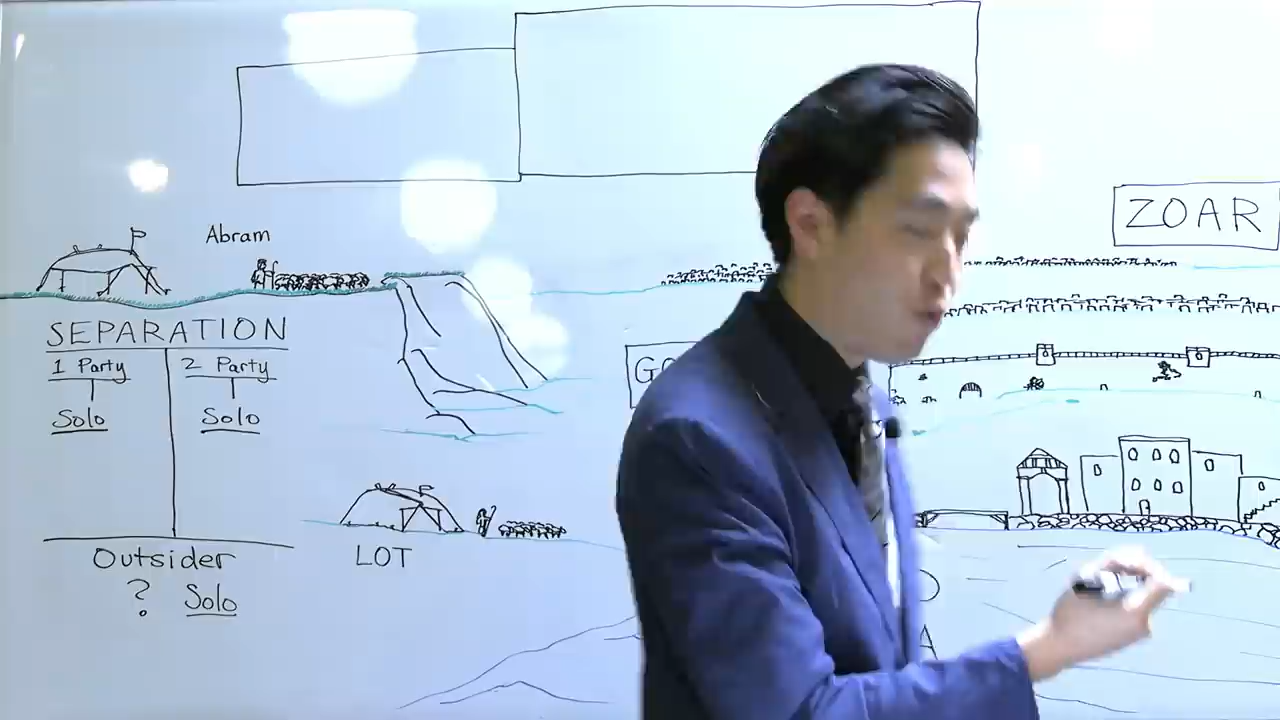 Abram
ZOAR
SEPARATION
1 Party
2 Party
Solo
Solo
LOT
Outsider
? Solo